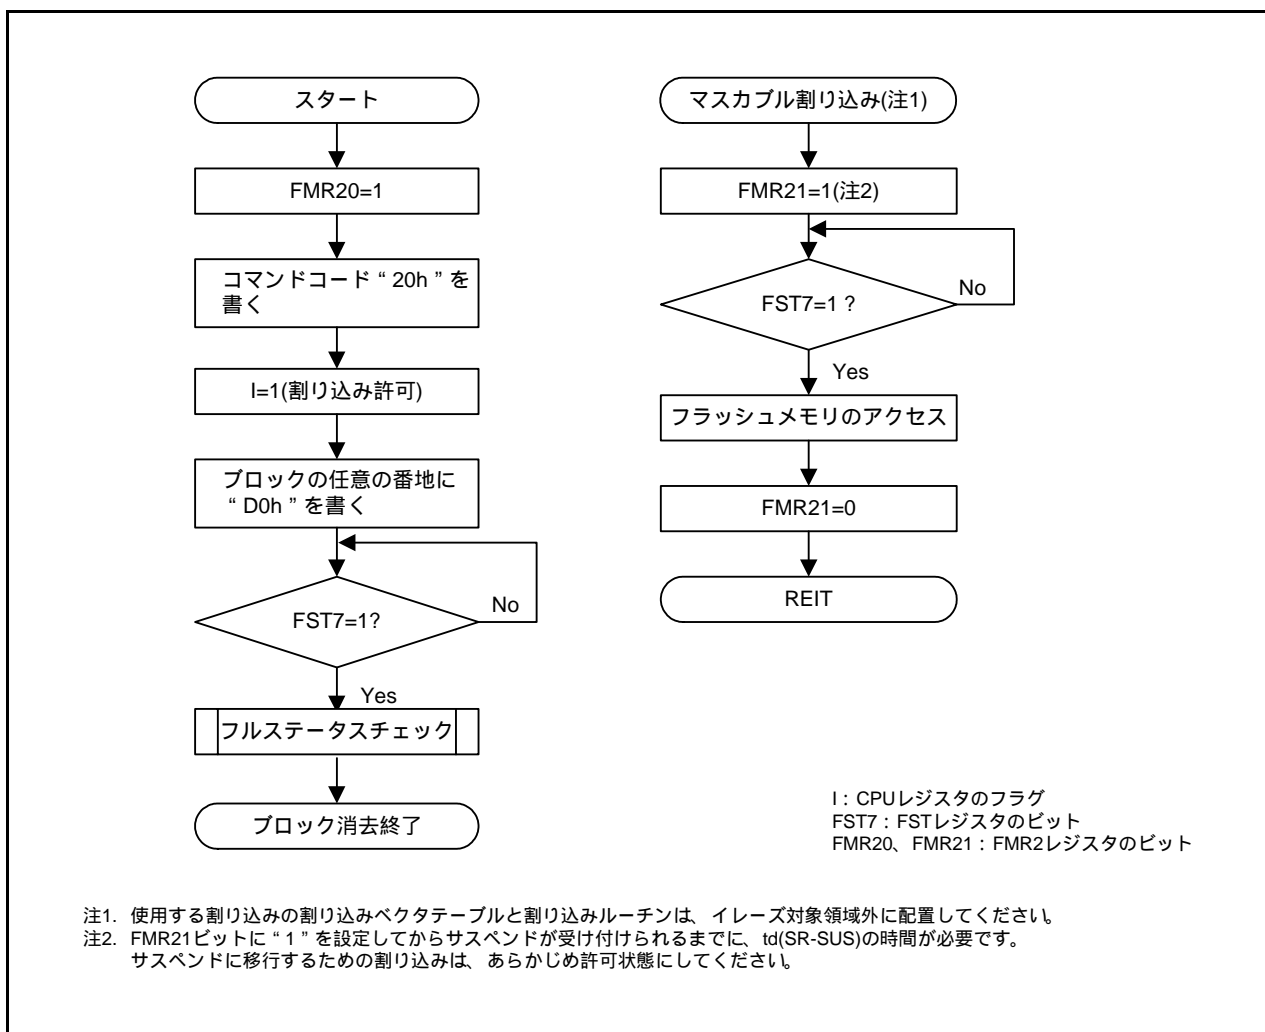 スタート
FMR20=1
コマンドコード“20h”を
書く
I=1(割り込み許可)
ブロックの任意の番地に
“D0h”を書く
FST7=1?
No
Yes
フルステータスチェック
ブロック消去終了
マスカブル割り込み(注1)
FMR21=1(注2)
FST7=1？
No
Yes
フラッシュメモリのアクセス
FMR21=0
REIT
I：CPUレジスタのフラグ
FST7：FSTレジスタのビット
FMR20、FMR21：FMR2レジスタのビット
注1. 使用する割り込みの割り込みベクタテーブルと割り込みルーチンは、イレーズ対象領域外に配置してください。
注2. FMR21ビットに“1”を設定してからサスペンドが受け付けられるまでに、td(SR-SUS)の時間が必要です。
サスペンドに移行するための割り込みは、あらかじめ許可状態にしてください。